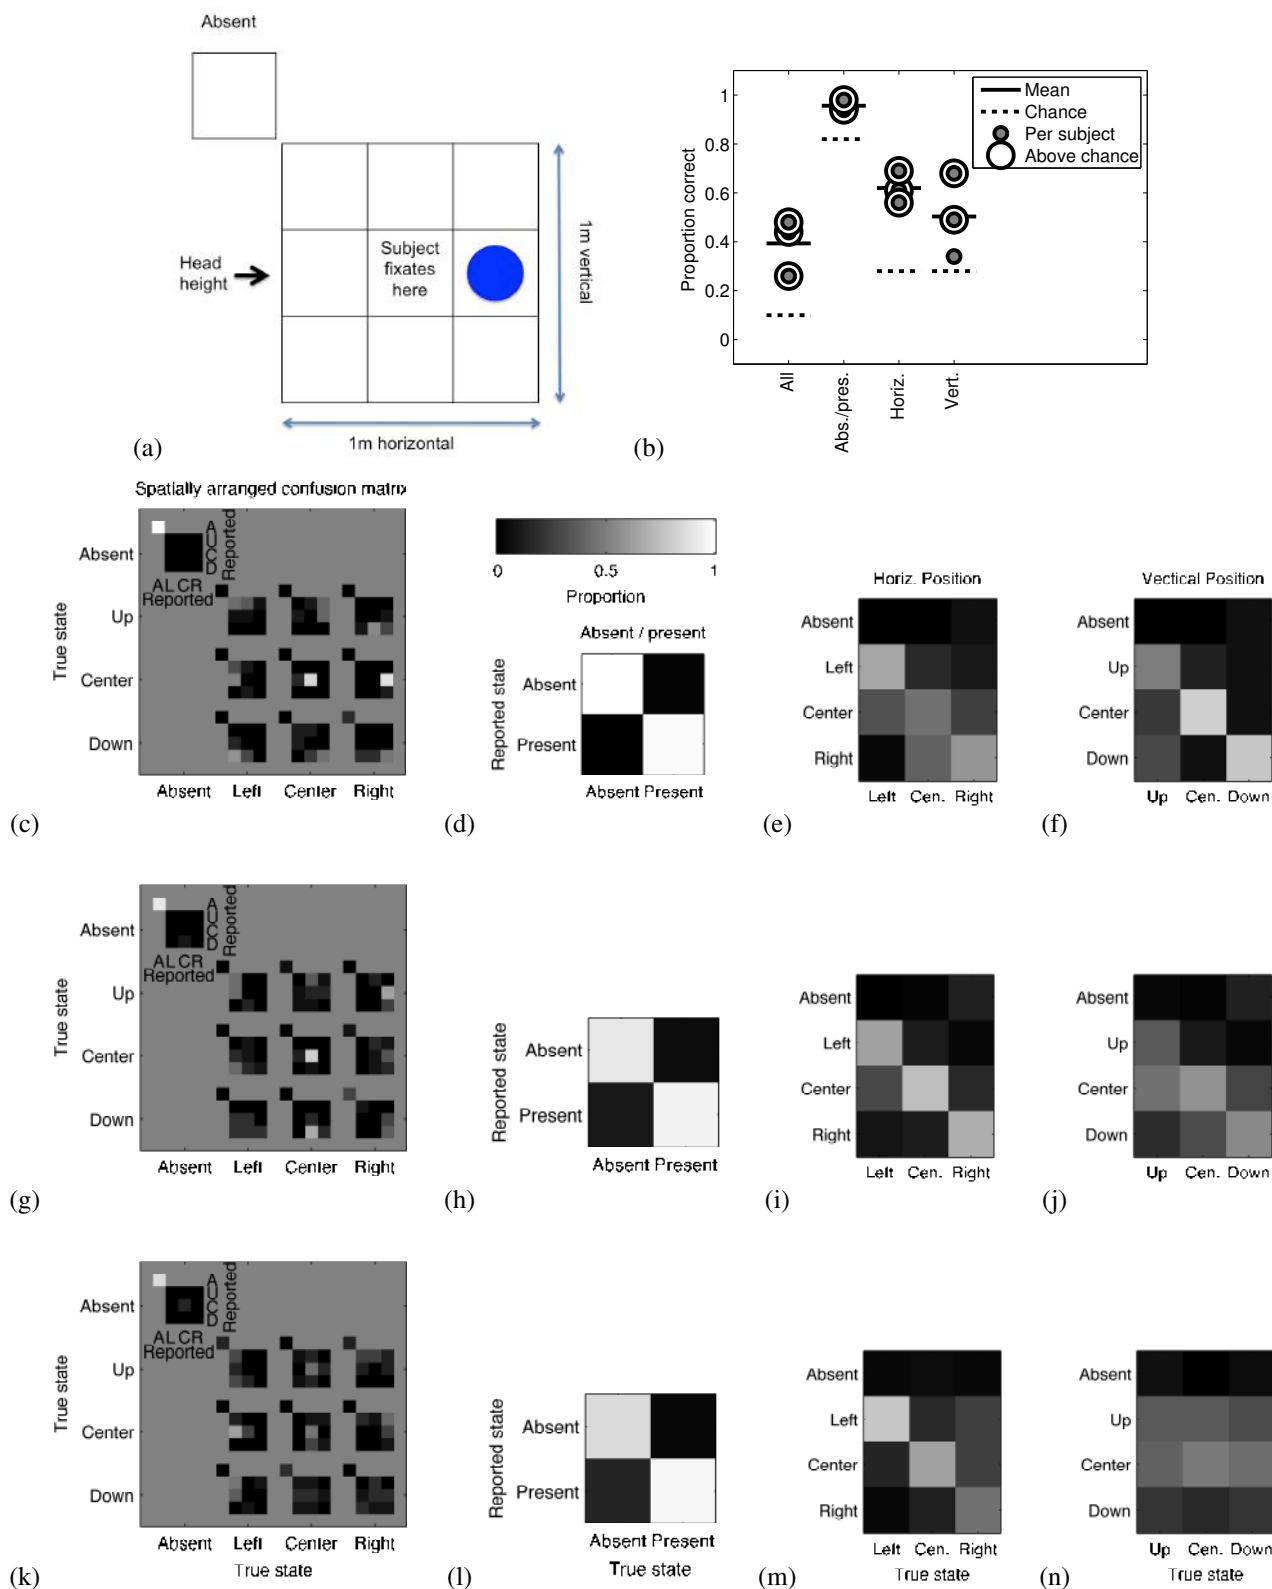 Absent
Head
height
Subject
fixates
here
1m vertical
1m horizontal
(a)
Proportion correct
1
0.8
0.6
0.4
0.2
0
Mean
Chance
Per subject
Above chance
All
Abs./pres.
Horiz.
Vert.
(b)
Spatially arranged confusion matrix
True state
Absent
Up
Center
Down
A
U
C
D
Reported
AL CR
Reported
Absent Left Center Right
(c)
0 0.5 1
Proportion
Absent / present
Reported state
Absent
Present
Absent Present
(d)
Horiz. Position
Absent
Left
Center
Right
Left Cen. Right
(e)
Vectical Position
Absent
Up
Center
Down
Up Cen. Down
(f)
True state
Absent
Up
Center
Down
A
U
C
D
Reported
AL CR
Reported
Absent Left Center Right
(g)
Reported state
Absent
Present
Absent Present
(h)
Absent
Left
Center
Right
Left Cen. Right
(i)
Absent
Up
Center
Down
Up Cen. Down
(j)
True state
Absent
Up
Center
Down
A
U
C
D
Reported
AL CR
Reported
Absent Left Center Right
True state
(k)
Reported state
Absent
Present
Absent Present
True state
(l)
Absent
Left
Center
Right
Left Cen. Right
True state
(m)
Absent
Up
Center
Down
Up Cen. Down
True state
(n)